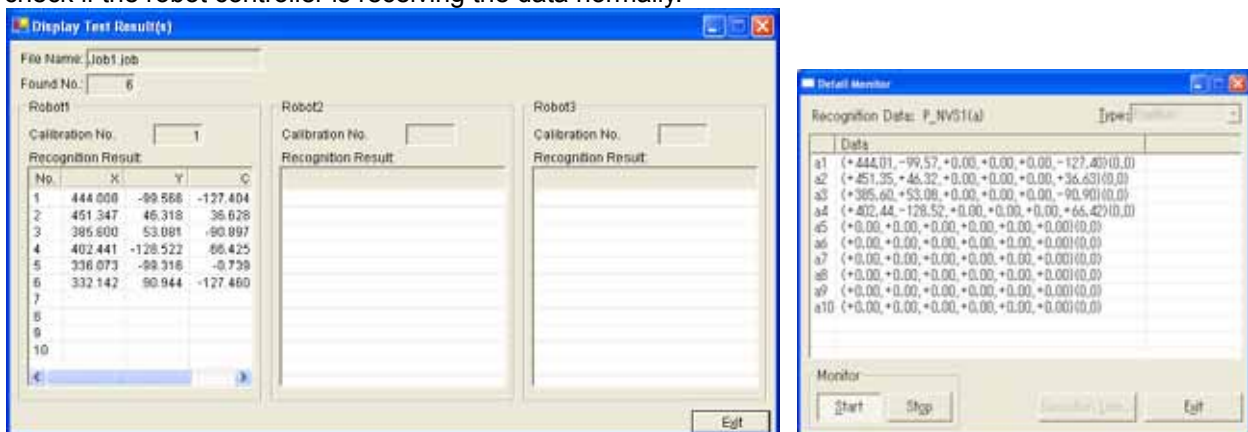 check if the robot controller is receiving the data normally.
Display Test Result(s)
File Name: Job1.job
Found No.: 6
Robot1
Calibration No. 1
Recognition Result
No. X Y C
1 444.008 -99.568 -127.404
2 451.347 46.318 36.628
3 385.600 53.081 -90.897
4 402.441 -128.522 66.425
5 336.073 -99.316 -0.739
6 332.142 90.944 -127.460
7
8
9
10
Robot2
Calibration No.
Recognition Result
Robot3
Calibration No.
Recognition Result
Exit
Detail Monitor
Recognition Data: P_NVS1(a)
Type:
Data
a1 (+444.01,-99.57,+0.00,+0.00,+0.00,-127.40)(0,0)
a2 (+451.35,+46.32,+0.00,+0.00,+0.00,+36.63)(0,0)
a3 (+385.60,+53.08,+0.00,+0.00,+0.00,-90.90)(0,0)
a4 (+402.44,-128.52,+0.00,+0.00,+0.00,+66.42)(0,0)
a5 (+0.00,+0.00,+0.00,+0.00,+0.00,+0.00)(0,0)
a6 (+0.00,+0.00,+0.00,+0.00,+0.00,+0.00)(0,0)
a7 (+0.00,+0.00,+0.00,+0.00,+0.00,+0.00)(0,0)
a8 (+0.00,+0.00,+0.00,+0.00,+0.00,+0.00)(0,0)
a9 (+0.00,+0.00,+0.00,+0.00,+0.00,+0.00)(0,0)
a10 (+0.00,+0.00,+0.00,+0.00,+0.00,+0.00)(0,0)
Monitor
Start
Stop
Exit